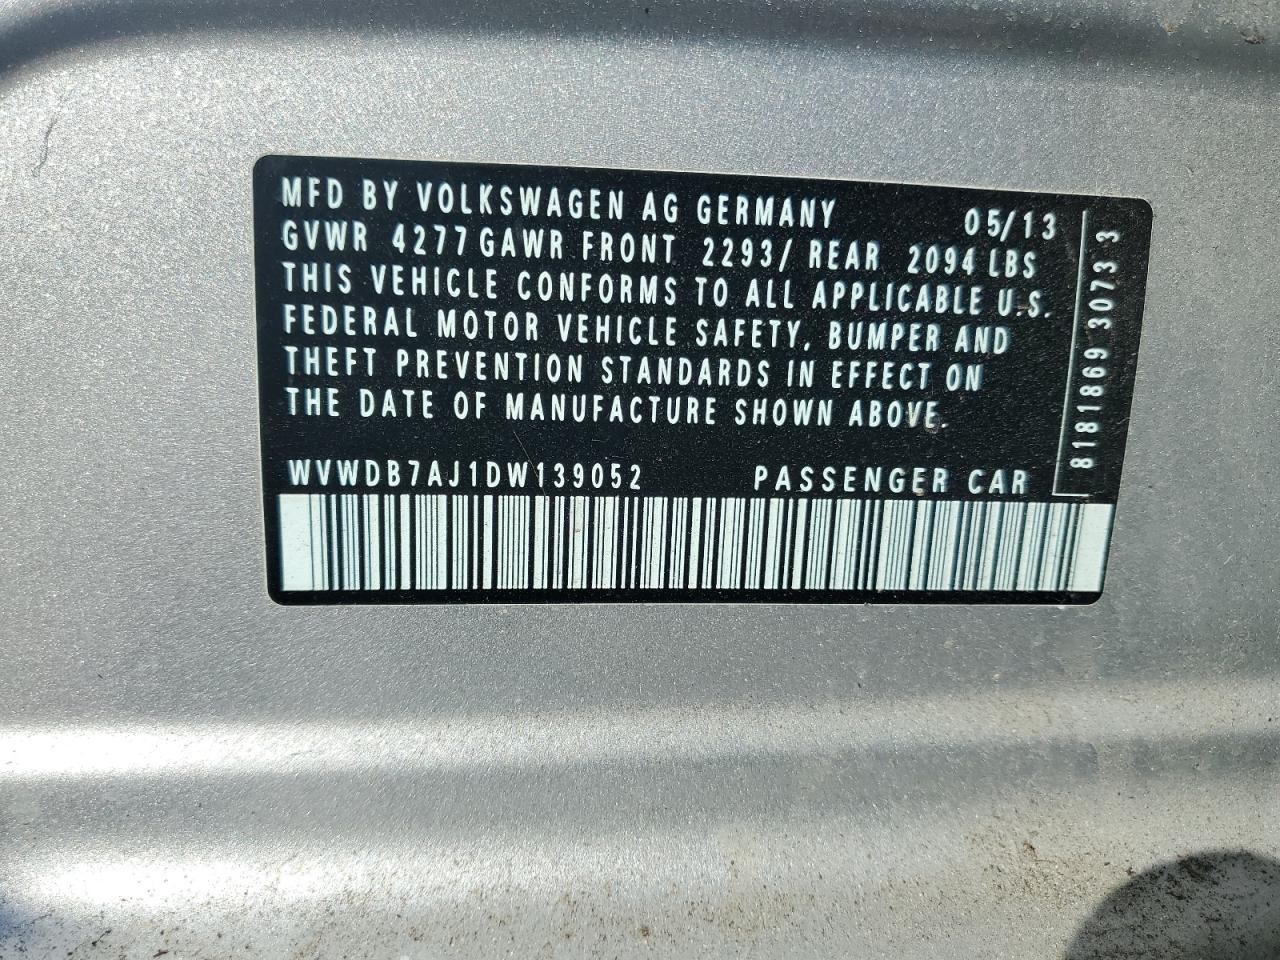 MFD BY VOLKSWAGEN AG GERMANY 05/13
GVWR 4277 GAWR FRONT 2293/ REAR 2094 LBS
THIS VEHICLE CONFORMS TO ALL APPLICABLE U.S.
FEDERAL MOTOR VEHICLE SAFETY, BUMPER AND
THEFT PREVENTION STANDARDS IN EFFECT ON
THE DATE OF MANUFACTURE SHOWN ABOVE.
WVWDB7AJ1DW139052 PASSENGER CAR
8181869 3073 3